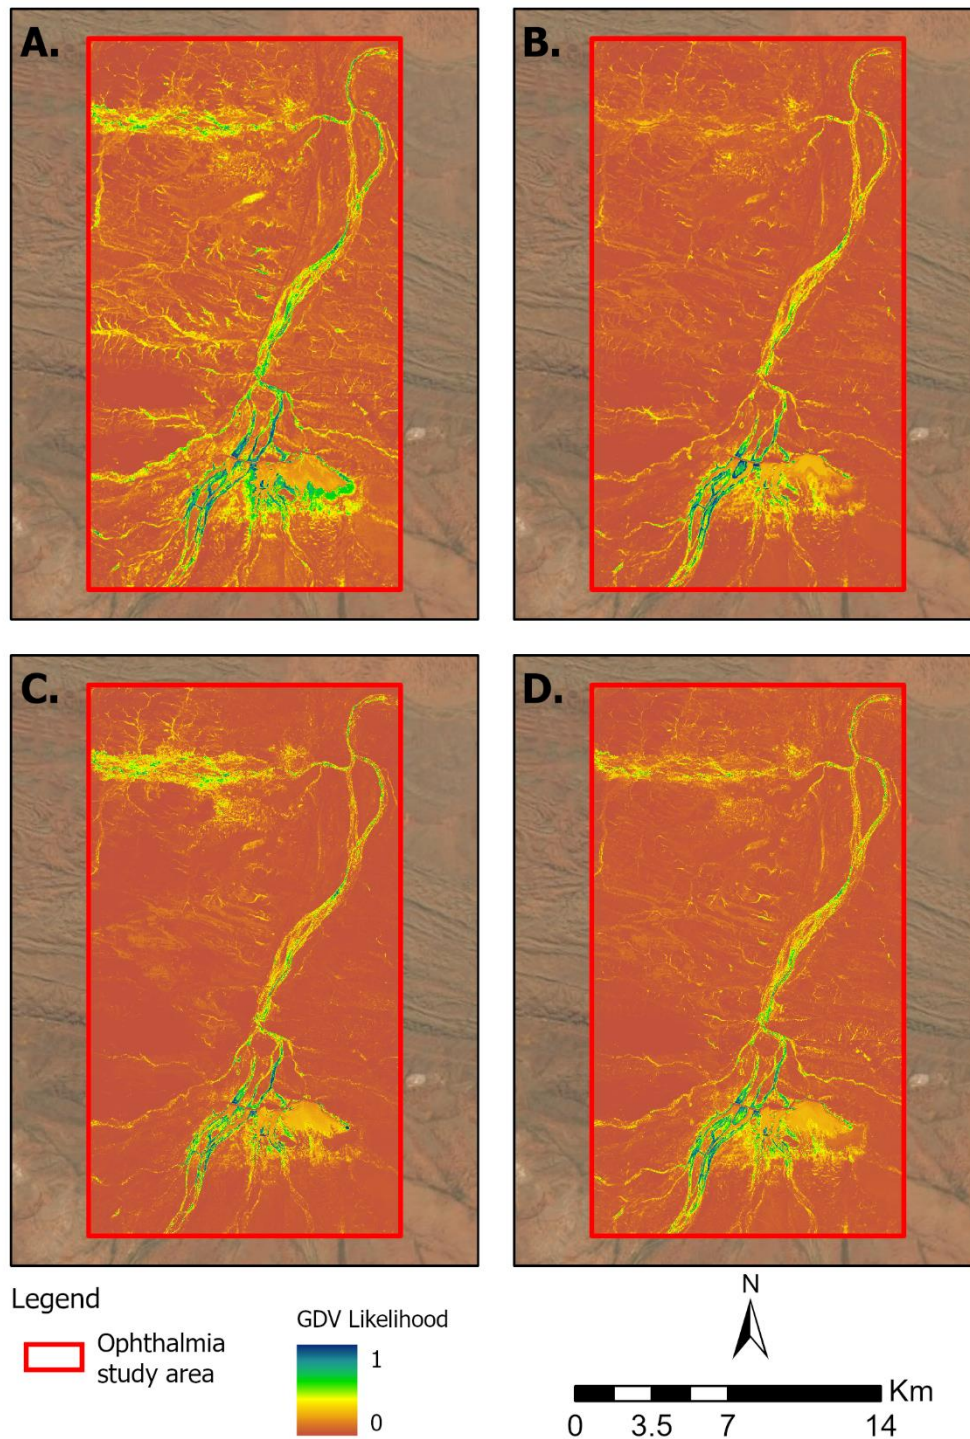 A.
B.
C.
D.
Legend
Ophthalmia
study area
GDV Likelihood
1
0
N
Km
0 3.5 7 14